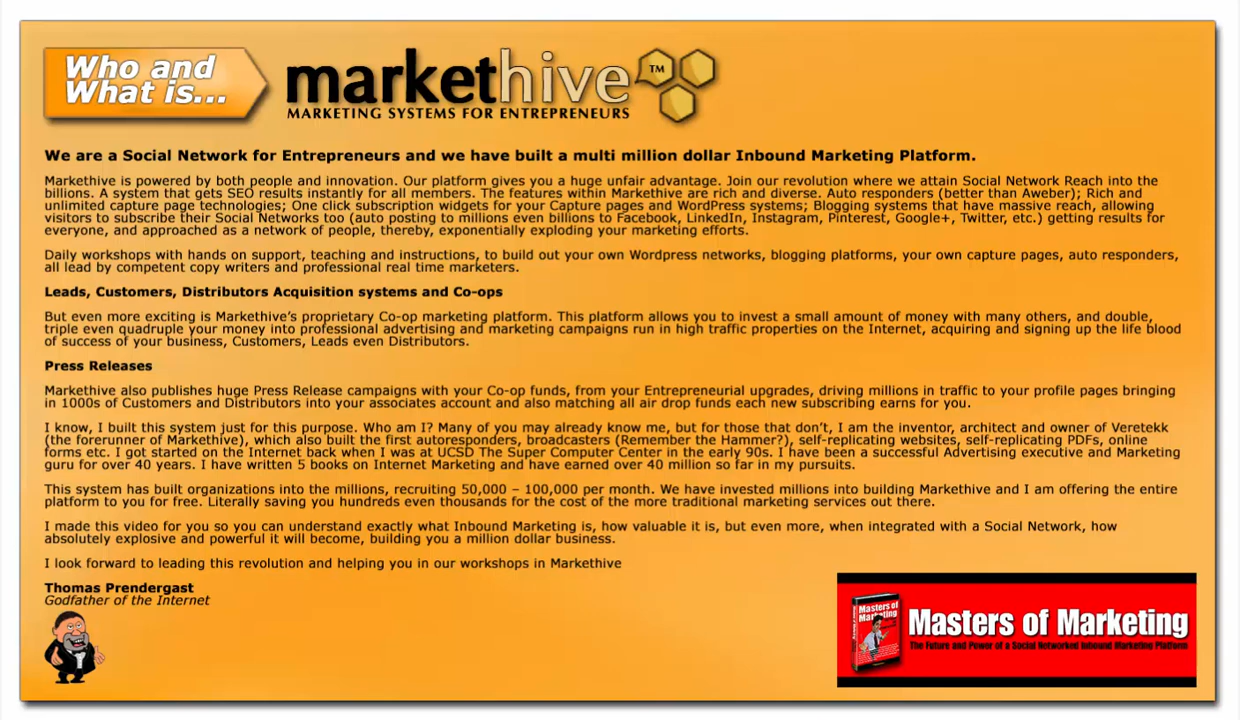 Who and
What is...
markethive
TM
MARKETING SYSTEMS FOR ENTREPRENEURS
We are a Social Network for Entrepreneurs and we have built a multi million dollar Inbound Marketing Platform.
Markethive is powered by both people and innovation. Our platform gives you a huge unfair advantage. Join our revolution where we attain Social Network Reach into the
billions. A system that gets SEO results instantly for all members. The features within Markethive are rich and diverse. Auto responders (better than Aweber); Rich and
unlimited capture page technologies; One click subscription widgets for your Capture pages and WordPress systems; Blogging systems that have massive reach, allowing
visitors to subscribe their Social Networks too (auto posting to millions even billions to Facebook, LinkedIn, Instagram, Pinterest, Google+, Twitter, etc.) getting results for
everyone, and approached as a network of people, thereby, exponentially exploding your marketing efforts.
Daily workshops with hands on support, teaching and instructions, to build out your own Wordpress networks, blogging platforms, your own capture pages, auto responders,
all lead by competent copy writers and professional real time marketers.
Leads, Customers, Distributors Acquisition systems and Co-ops
But even more exciting is Markethive's proprietary Co-op marketing platform. This platform allows you to invest a small amount of money with many others, and double,
triple even quadruple your money into professional advertising and marketing campaigns run in high traffic properties on the Internet, acquiring and signing up the life blood
of success of your business, Customers, Leads even Distributors.
Press Releases
Markethive also publishes huge Press Release campaigns with your Co-op funds, from your Entrepreneurial upgrades, driving millions in traffic to your profile pages bringing
in 1000s of Customers and Distributors into your associates account and also matching all air drop funds each new subscribing earns for you.
I know, I built this system just for this purpose. Who am I? Many of you may already know me, but for those that don't, I am the inventor, architect and owner of Veretekk
(the forerunner of Markethive), which also built the first autoresponders, broadcasters (Remember the Hammer?), self-replicating websites, self-replicating PDFs, online
forms etc. I got started on the Internet back when I was at UCSD The Super Computer Center in the early 90s. I have been a successful Advertising executive and Marketing
guru for over 40 years. I have written 5 books on Internet Marketing and have earned over 40 million so far in my pursuits.
This system has built organizations into the millions, recruiting 50,000 – 100,000 per month. We have invested millions into building Markethive and I am offering the entire
platform to you for free. Literally saving you hundreds even thousands for the cost of the more traditional marketing services out there.
I made this video for you so you can understand exactly what Inbound Marketing is, how valuable it is, but even more, when integrated with a Social Network, how
absolutely explosive and powerful it will become, building you a million dollar business.
I look forward to leading this revolution and helping you in our workshops in Markethive
Thomas Prendergast
Godfather of the Internet
Masters of
Marketing
Masters of Marketing
The Future and Power of a Social Networked Inbound Marketing Platform